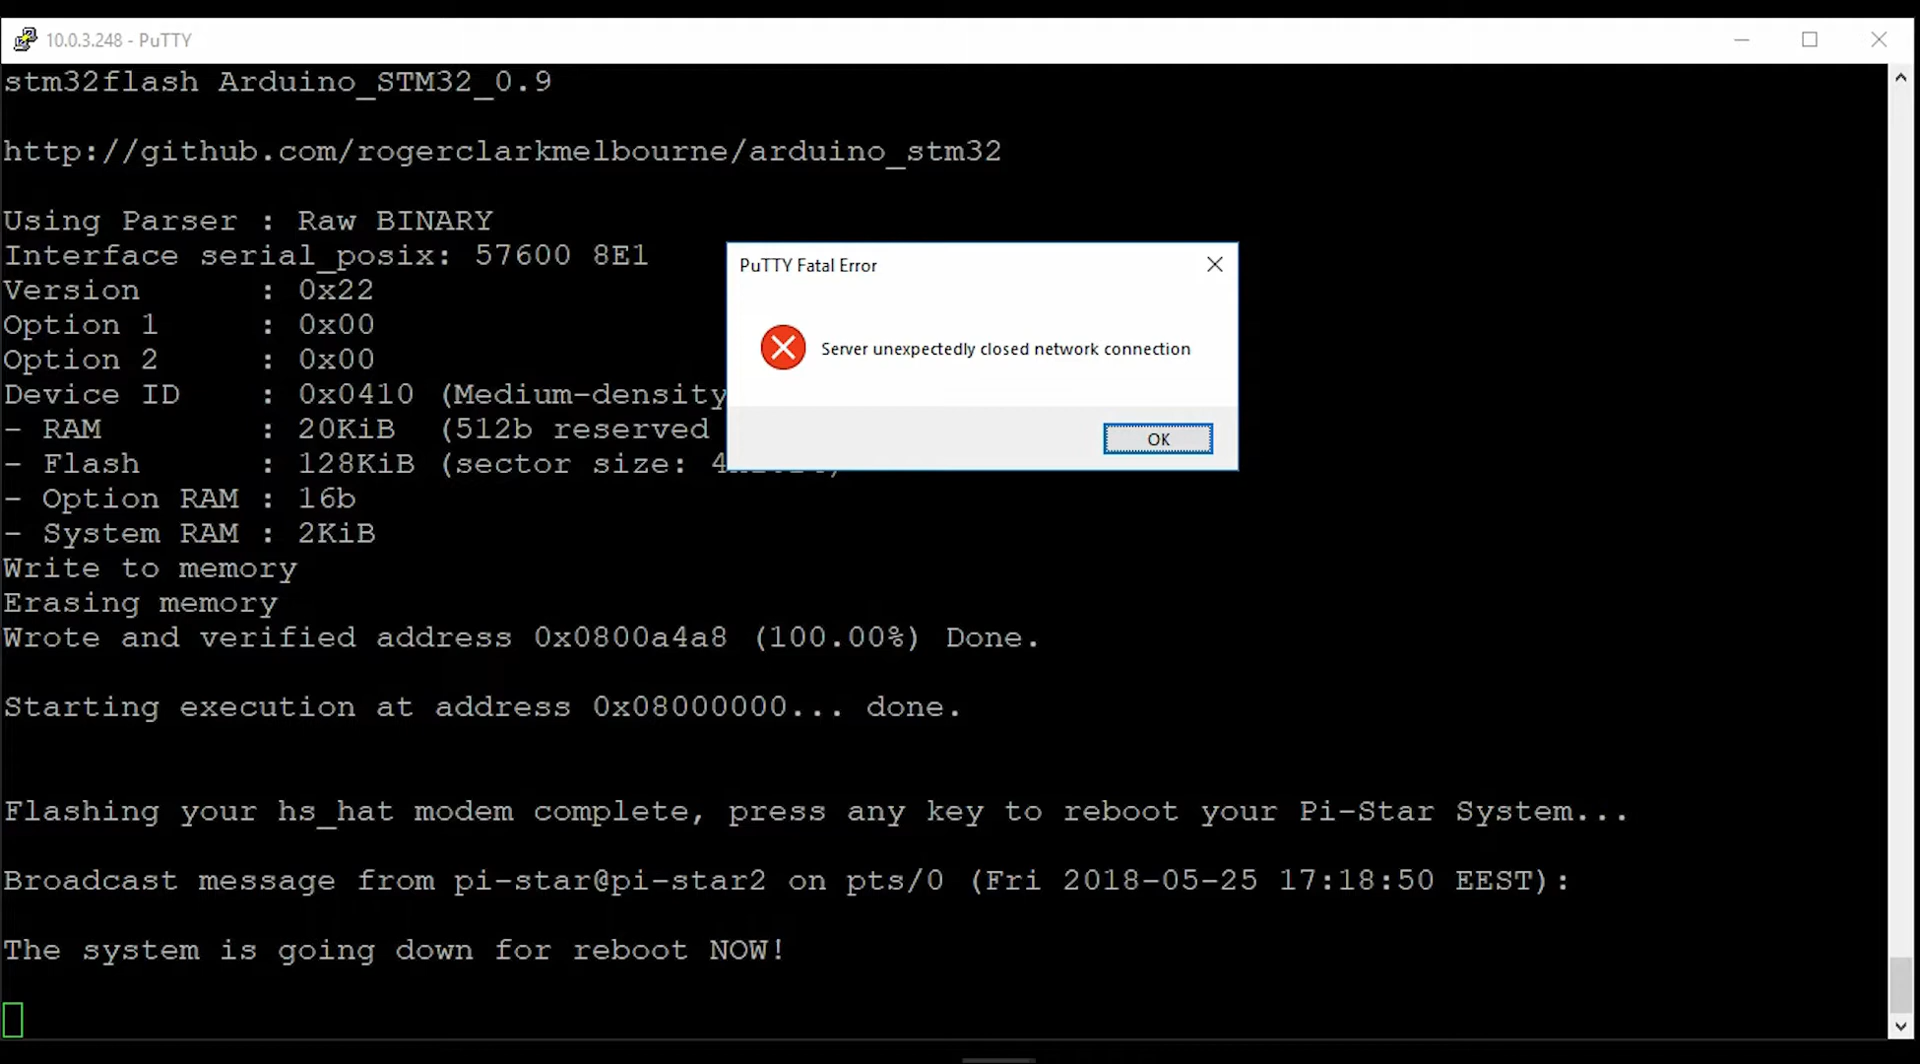 10.0.3.248 - PuTTY
stm32flash Arduino_STM32_0.9
http://github.com/rogerclarkmelbourne/arduino_stm32
Using Parser : Raw BINARY
Interface serial_posix: 57600 8E1
Version : 0x22
Option 1 : 0x00
Option 2 : 0x00
Device ID : 0x0410 (Medium-density
- RAM : 20KiB (512b reserved
- Flash : 128KiB (sector size:
- Option RAM : 16b
- System RAM : 2KiB
Write to memory
Erasing memory
Wrote and verified address 0x0800a4a8 (100.00%) Done.
Starting execution at address 0x08000000... done.
Flashing your hs_hat modem complete, press any key to reboot your Pi-Star System...
Broadcast message from pi-star@pi-star2 on pts/0 (Fri 2018-05-25 17:18:50 EEST):
The system is going down for reboot NOW!
PuTTY Fatal Error
Server unexpectedly closed network connection
OK